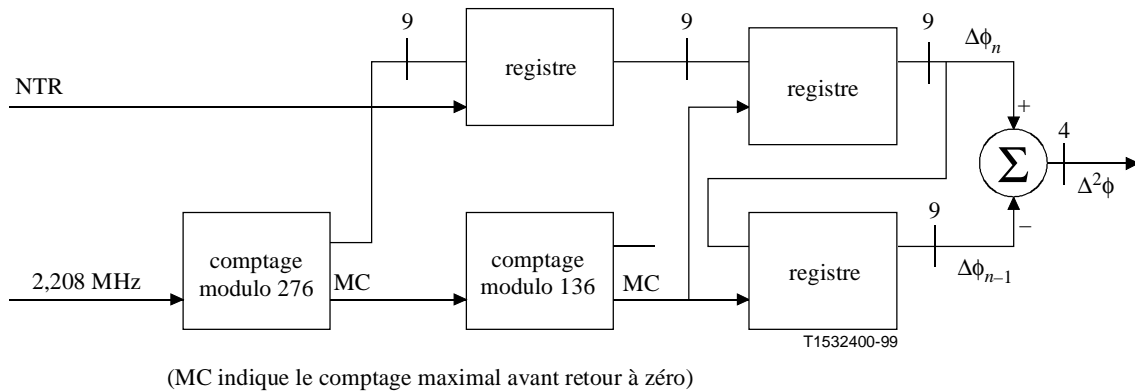 9
9
9
Δϕn
registre
registre
NTR
+
4
Σ
Δ²ϕ
9
–
comptage
modulo 276
comptage
modulo 136
registre
2,208 MHz
MC
MC
Δϕn–1
T1532400-99
(MC indique le comptage maximal avant retour à zéro)